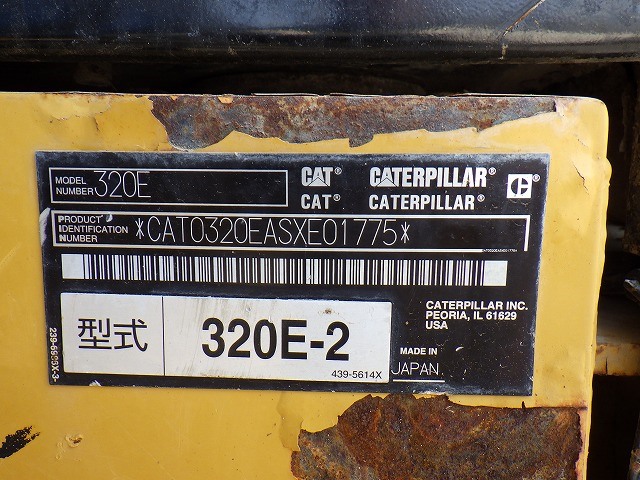 MODEL NUMBER 320E
CAT® CATERPILLAR®
CAT® CATERPILLAR®
PRODUCT IDENTIFICATION NUMBER *CAT0320EASXE01775*
型式 320E-2
439-5614X
CATERPILLAR INC.
PEORIA, IL 61629
USA
MADE IN JAPAN